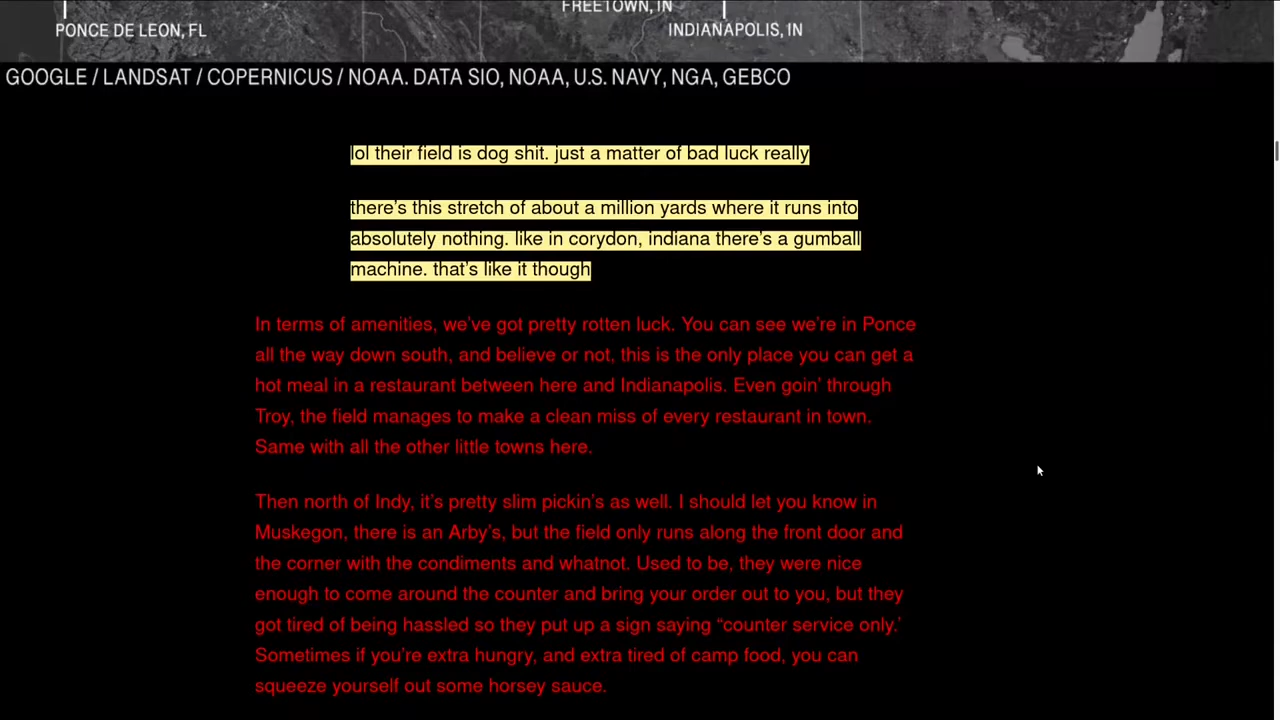 FREETOWN, IN
PONCE DE LEON, FL
INDIANAPOLIS, IN
GOOGLE / LANDSAT / COPERNICUS / NOAA. DATA SIO, NOAA, U.S. NAVY, NGA, GEBCO
lol their field is dog shit. just a matter of bad luck really
there’s this stretch of about a million yards where it runs into
absolutely nothing. like in corydon, indiana there’s a gumball
machine. that’s like it though
In terms of amenities, we’ve got pretty rotten luck. You can see we’re in Ponce
all the way down south, and believe or not, this is the only place you can get a
hot meal in a restaurant between here and Indianapolis. Even goin’ through
Troy, the field manages to make a clean miss of every restaurant in town.
Same with all the other little towns here.
Then north of Indy, it’s pretty slim pickin’s as well. I should let you know in
Muskegon, there is an Arby’s, but the field only runs along the front door and
the corner with the condiments and whatnot. Used to be, they were nice
enough to come around the counter and bring your order out to you, but they
got tired of being hassled so they put up a sign saying “counter service only.’
Sometimes if you’re extra hungry, and extra tired of camp food, you can
squeeze yourself out some horsey sauce.